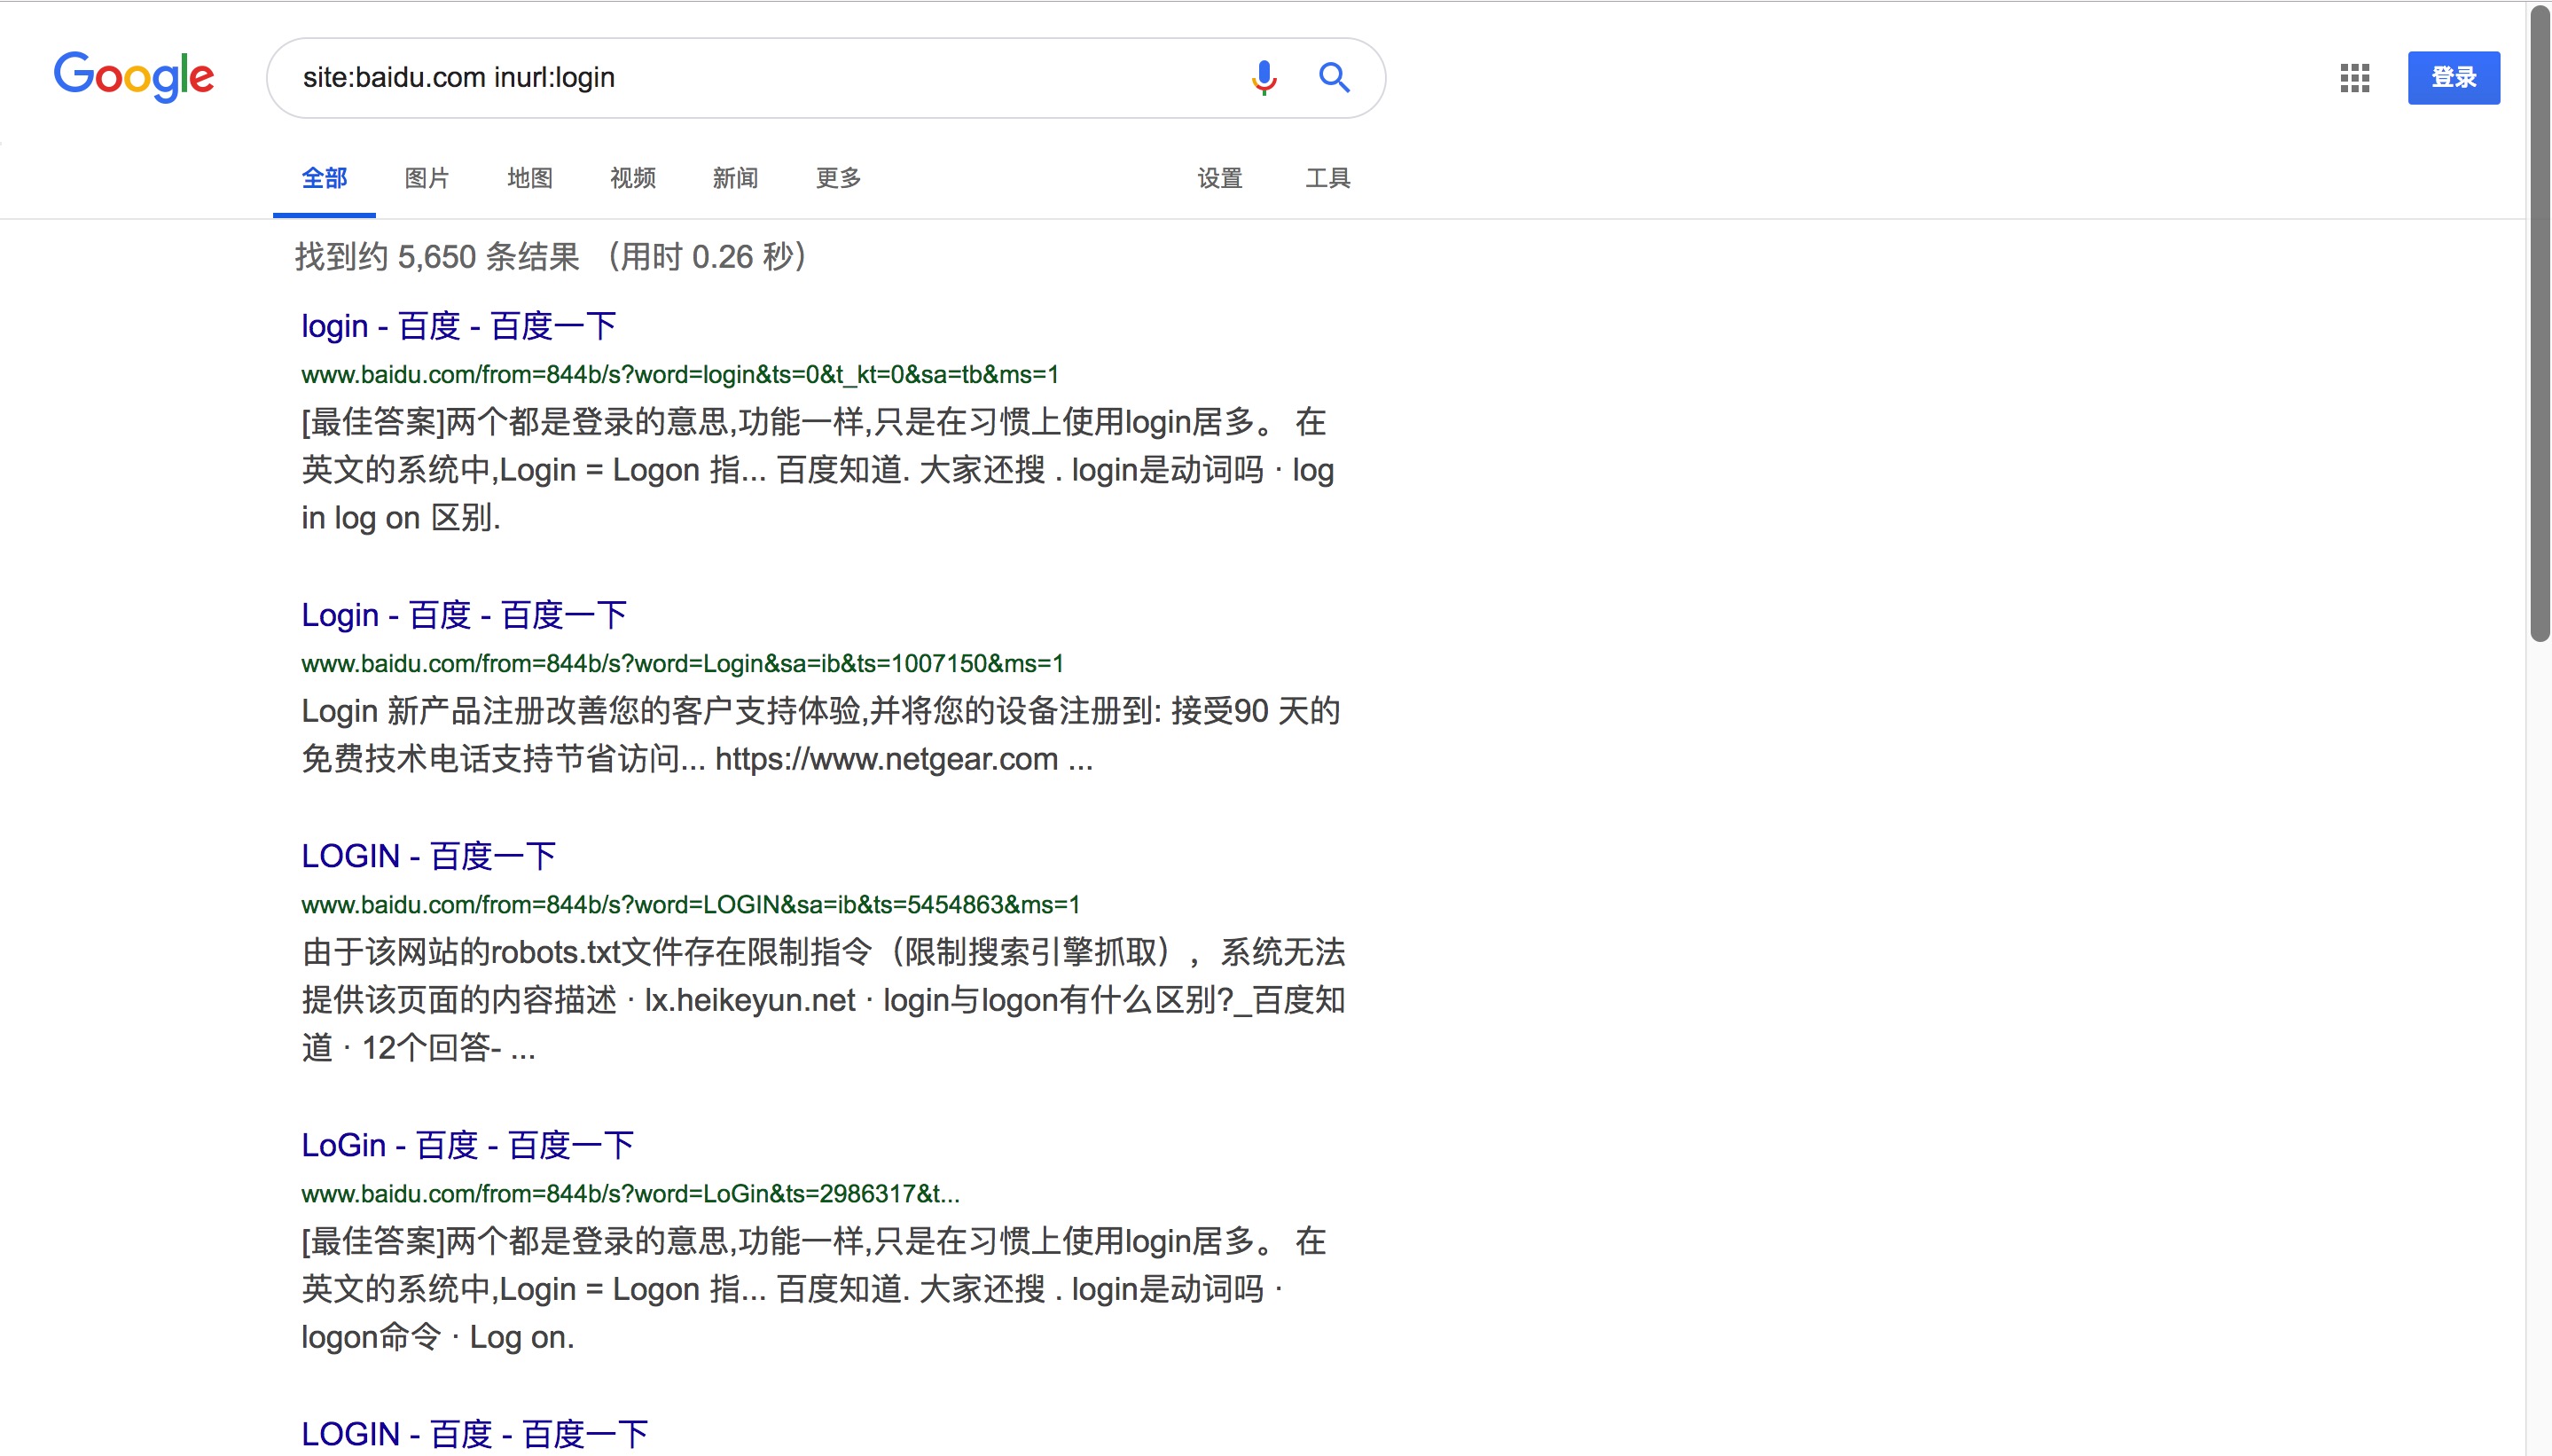 Google
site:baidu.com inurl:login
登录
全部
图片
地图
视频
新闻
更多
设置
工具
找到约 5,650 条结果 （用时 0.26 秒）
login - 百度 - 百度一下
www.baidu.com/from=844b/s?word=login&ts=0&t_kt=0&sa=tb&ms=1
[最佳答案]两个都是登录的意思,功能一样,只是在习惯上使用login居多。 在
英文的系统中,Login = Logon 指... 百度知道. 大家还搜 . login是动词吗 · log
in log on 区别.
Login - 百度 - 百度一下
www.baidu.com/from=844b/s?word=Login&sa=ib&ts=1007150&ms=1
Login 新产品注册改善您的客户支持体验,并将您的设备注册到: 接受90 天的
免费技术电话支持节省访问... https://www.netgear.com ...
LOGIN - 百度一下
www.baidu.com/from=844b/s?word=LOGIN&sa=ib&ts=5454863&ms=1
由于该网站的robots.txt文件存在限制指令（限制搜索引擎抓取），系统无法
提供该页面的内容描述 · lx.heikeyun.net · login与logon有什么区别?_百度知
道 · 12个回答- ...
LoGin - 百度 - 百度一下
www.baidu.com/from=844b/s?word=LoGin&ts=2986317&t...
[最佳答案]两个都是登录的意思,功能一样,只是在习惯上使用login居多。 在
英文的系统中,Login = Logon 指... 百度知道. 大家还搜 . login是动词吗 ·
logon命令 · Log on.
LOGIN - 百度 - 百度一下